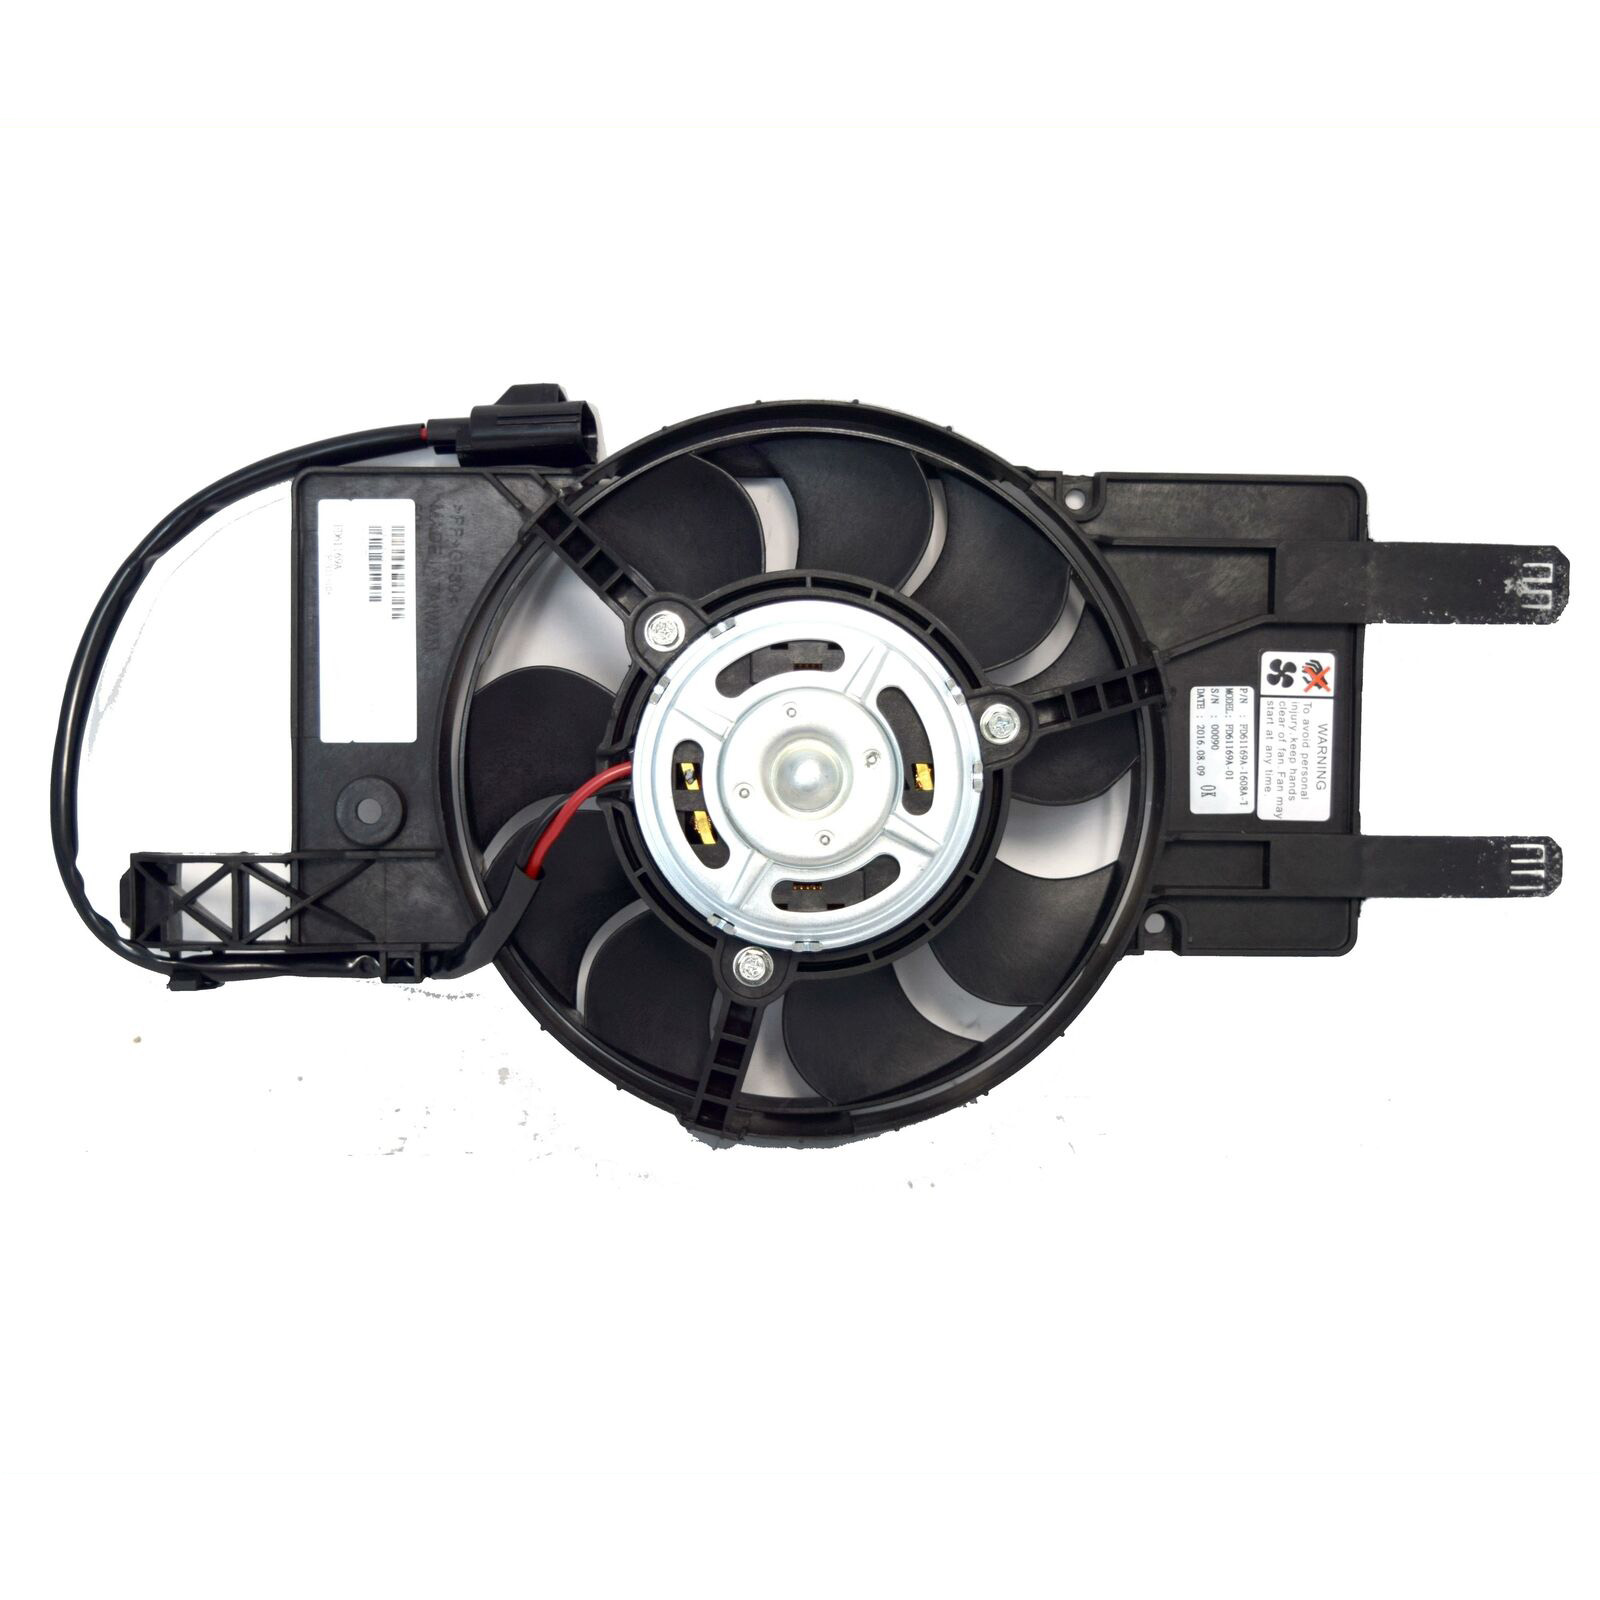 FD61169A
>PP+GF30<
MADE IN TAIWAN
P/N : FD61169A-1608A-T
MODEL: FD61169A-01
S/N : 00090
DATE : 2016.08.09
OK
WARNING
To avoid personal
injury,keep hands
clear of fan. Fan may
start at any time.